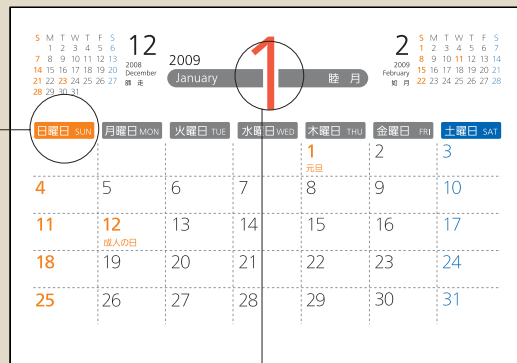 S M T W T F S
1 2 3 4 5 6
7 8 9 10 11 12 13
14 15 16 17 18 19 20
21 22 23 24 25 26 27
28 29 30 31
12
2008
December
師 走
2009
1
January 睦 月
2
2009
February
如 月
S M T W T F S
1 2 3 4 5 6 7
8 9 10 11 12 13 14
15 16 17 18 19 20 21
22 23 24 25 26 27 28
日曜日 SUN 月曜日 MON 火曜日 TUE 水曜日 WED 木曜日 THU 金曜日 FRI 土曜日 SAT
1 2 3
元旦
4 5 6 7 8 9 10
11 12 13 14 15 16 17
成人の日
18 19 20 21 22 23 24
25 26 27 28 29 30 31